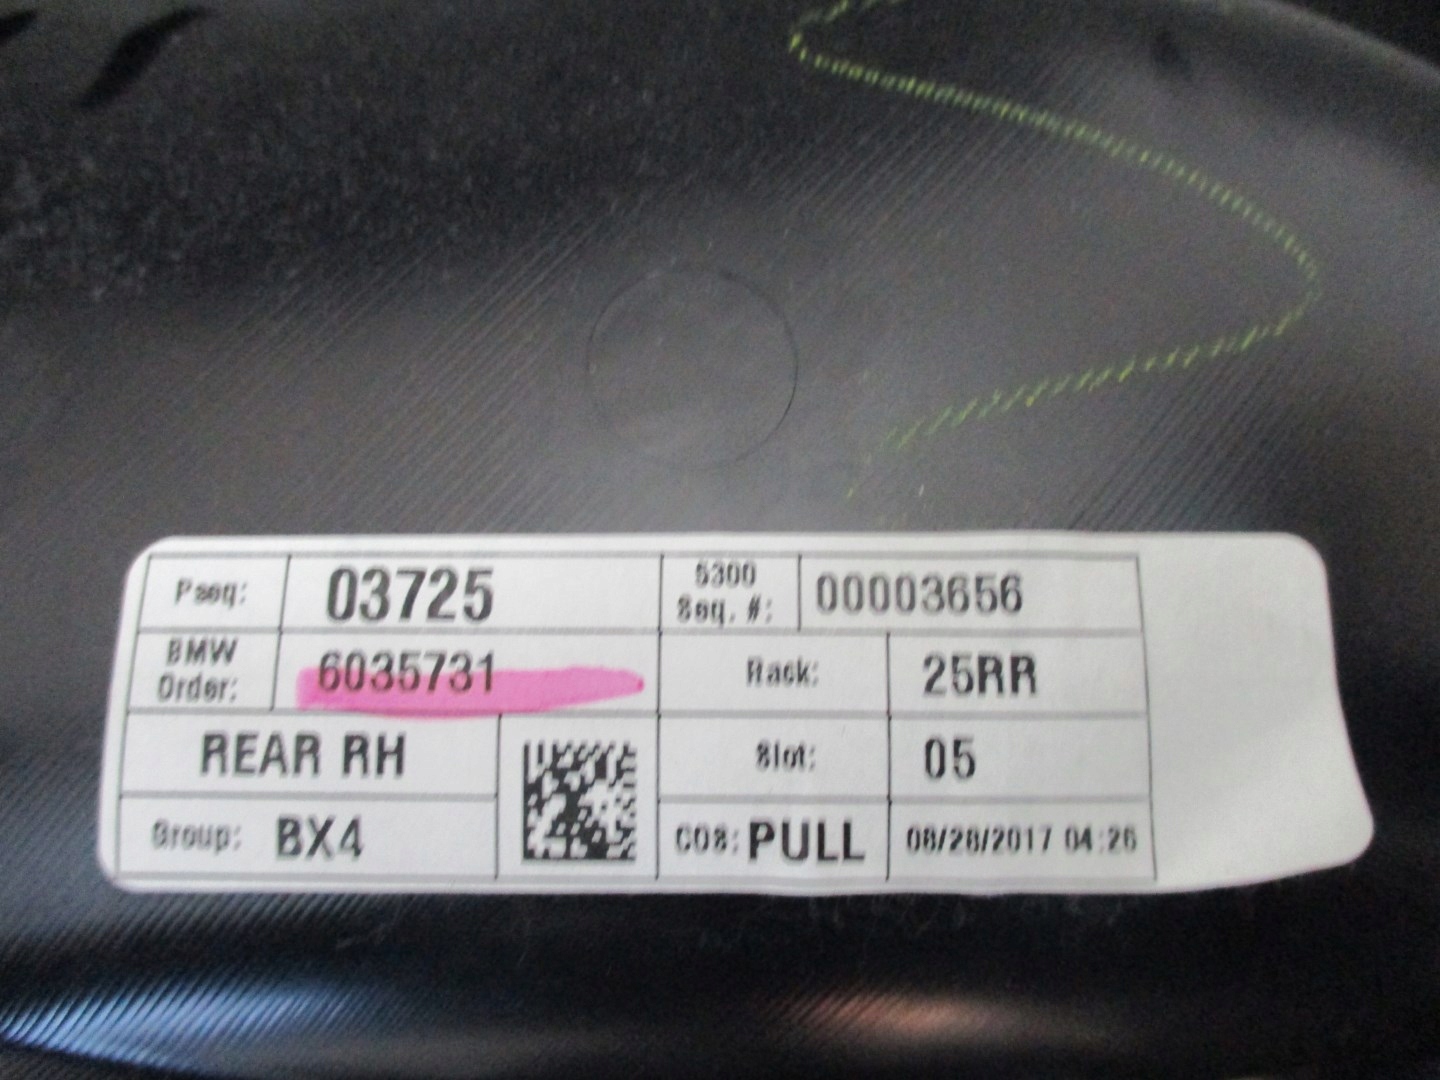 Pseq: 03725 5300 Seq. #: 00003656
BMW Order: 6035731 Rack: 25RR
REAR RH Slot: 05
Group: BX4 COS: PULL 08/28/2017 04:26